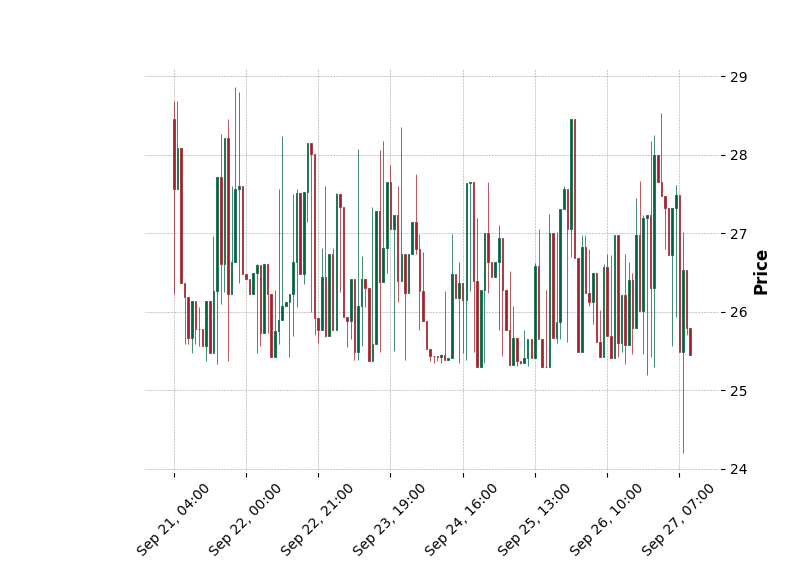 29
28
27
26
25
24
Price
Sep 21, 04:00
Sep 22, 00:00
Sep 22, 21:00
Sep 23, 19:00
Sep 24, 16:00
Sep 25, 13:00
Sep 26, 10:00
Sep 27, 07:00